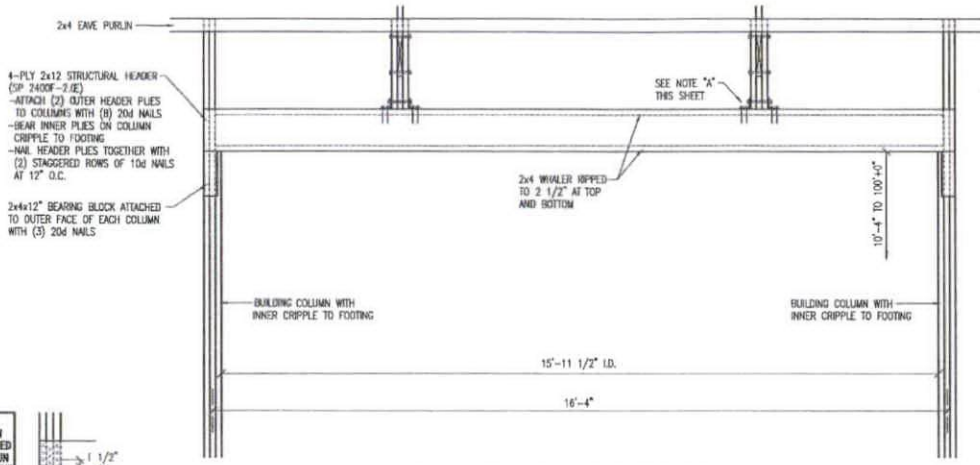 2x4 EAVE PURLIN
4-PLY 2x12 STRUCTURAL HEADER
(SP 2400F-2.0E)
-ATTACH (2) OUTER HEADER PLIES
TO COLUMNS WITH (8) 20d NAILS
-BEAR INNER PLIES ON COLUMN
CRIPPLE TO FOOTING
-NAIL HEADER PLIES TOGETHER WITH
(2) STAGGERED ROWS OF 10d NAILS
AT 12" O.C.
2x4x12" BEARING BLOCK ATTACHED
TO OUTER FACE OF EACH COLUMN
WITH (3) 20d NAILS
SEE NOTE "A"
THIS SHEET
2x4 WHALER RIPPED
TO 2 1/2" AT TOP
AND BOTTOM
10'-4" TO 100'+0"
BUILDING COLUMN WITH
INNER CRIPPLE TO FOOTING
BUILDING COLUMN WITH
INNER CRIPPLE TO FOOTING
15'-11 1/2" I.D.
16'-4"
1 1/2"